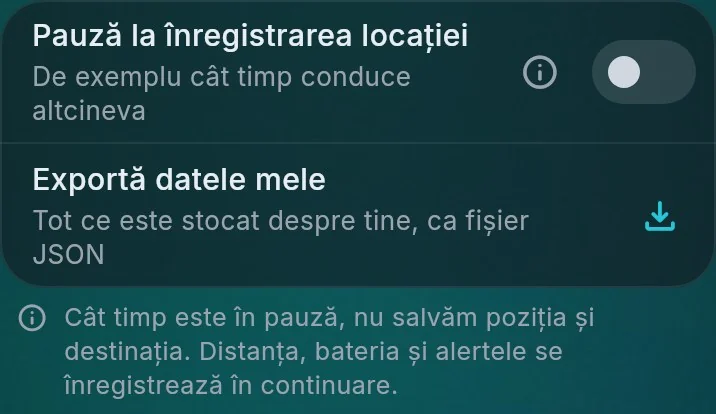 Pauză la înregistrarea locației
De exemplu cât timp conduce
altcineva
Exportă datele mele
Tot ce este stocat despre tine, ca fișier
JSON
Cât timp este în pauză, nu salvăm poziția și
destinația. Distanța, bateria și alertele se
înregistrează în continuare.